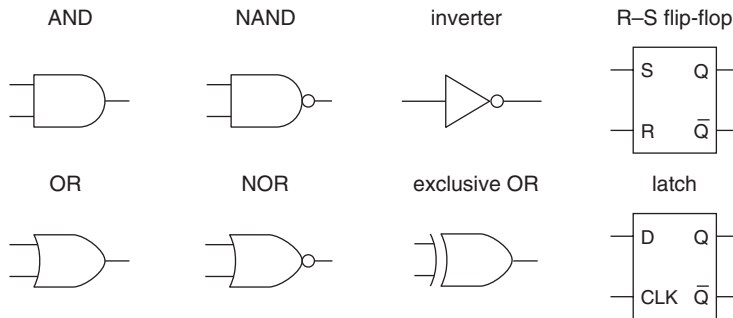 AND NAND inverter R–S flip-flop
S Q
R Q̅
OR NOR exclusive OR latch
D Q
CLK Q̅